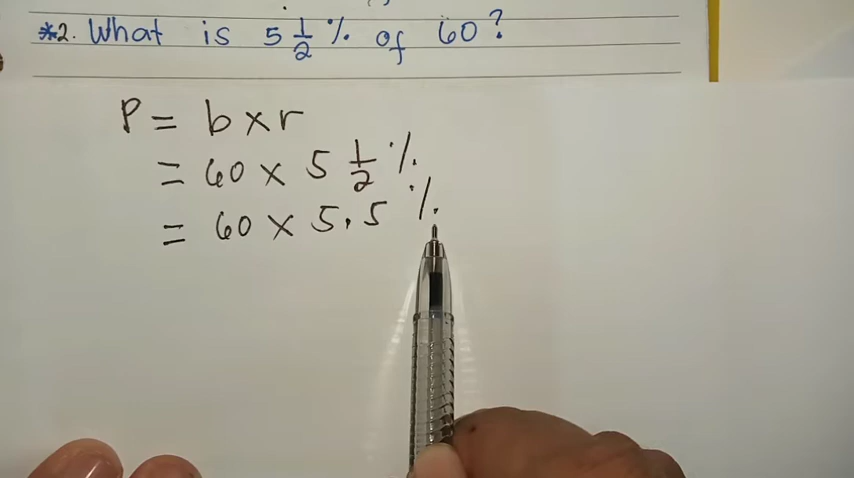 *2. What is 5 1/2 % of 60?
P = b x r
= 60 x 5 1/2 %
= 60 x 5.5 %